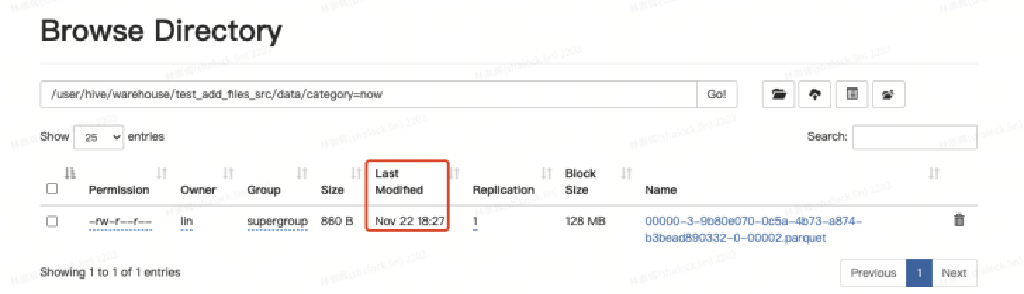 Browse Directory
/user/hive/warehouse/test_add_files_src/data/category=now
Go!
Show 25 entries
Search:
Permission Owner Group Size Last Modified Replication Block Size Name
-rw-r--r-- lin supergroup 860 B Nov 22 18:27 1 128 MB 00000-3-9b80e070-0c5a-4b73-a874-
b3bead890332-0-00002.parquet
Showing 1 to 1 of 1 entries
Previous 1 Next